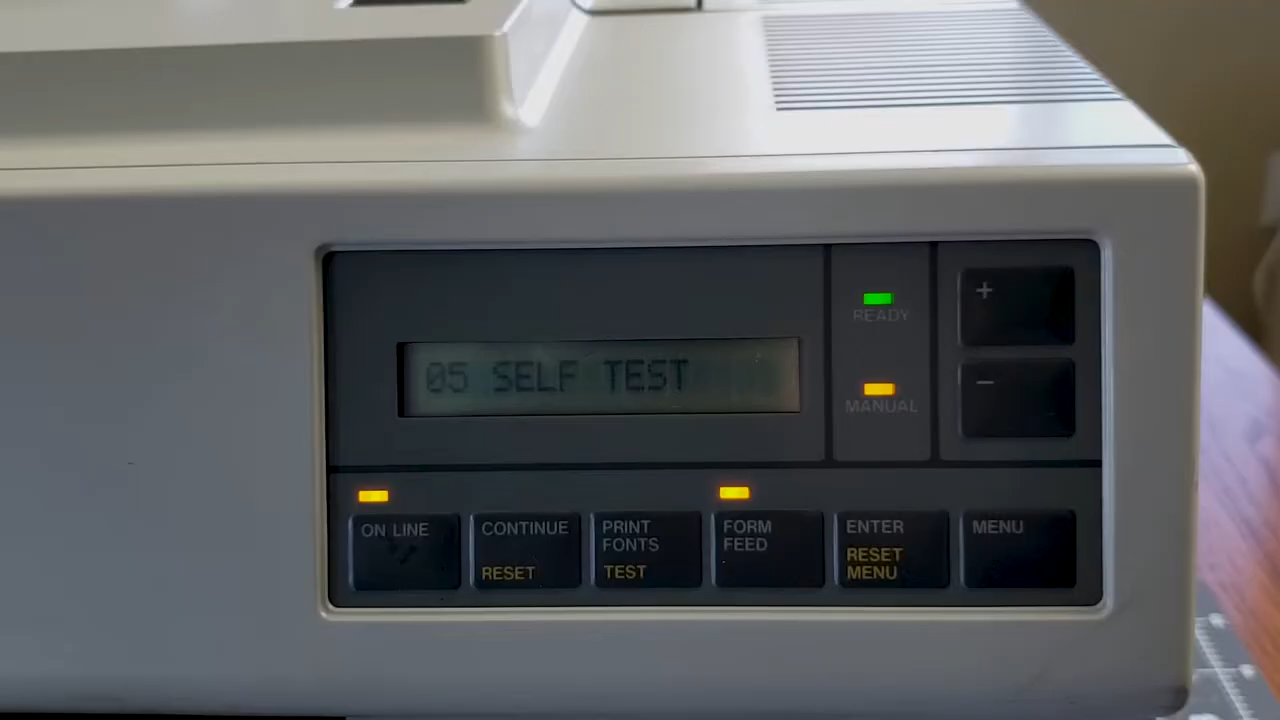 05 SELF TEST
READY
MANUAL
+
−
ON LINE
CONTINUE
RESET
PRINT
FONTS
TEST
FORM
FEED
ENTER
RESET
MENU
MENU